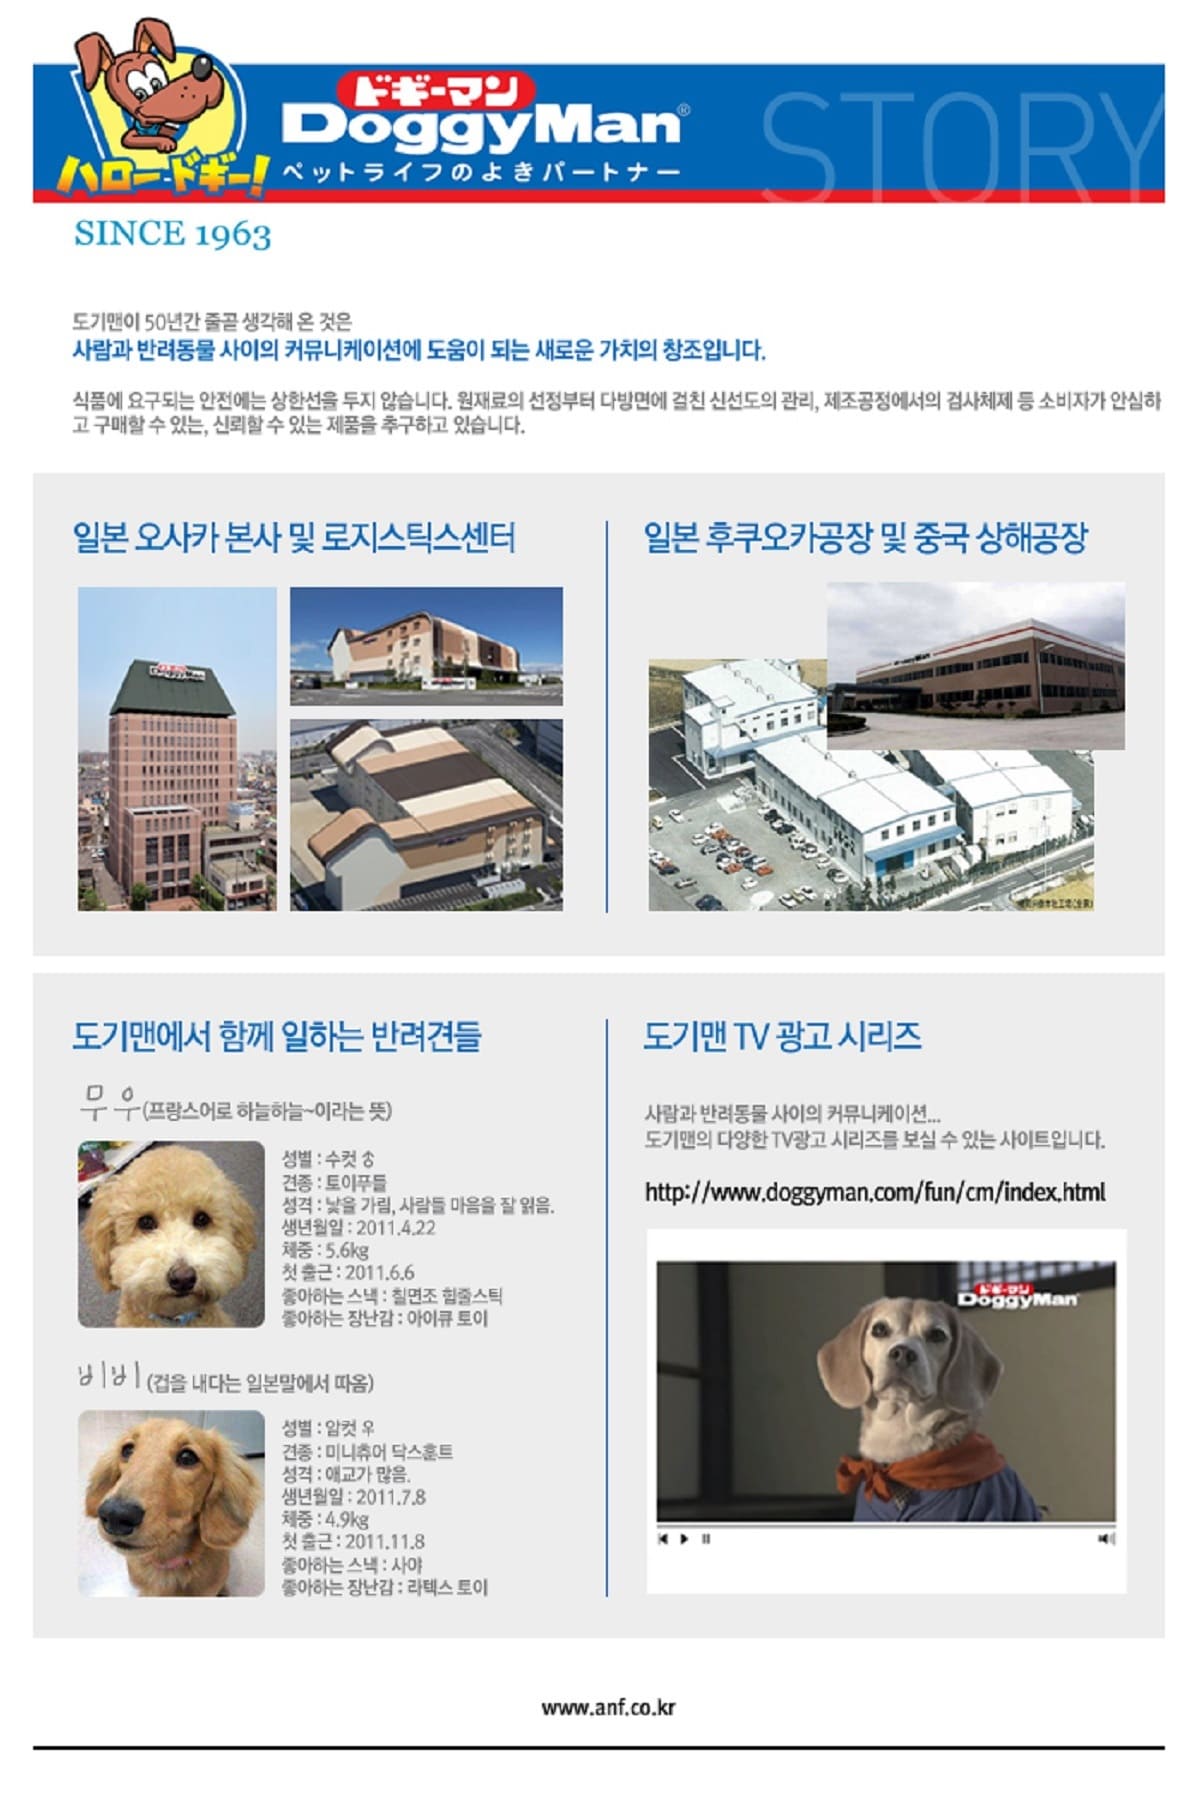 ドギーマン
DoggyMan®
ハロードギー!
ペットライフのよきパートナー
STORY
SINCE 1963
도기맨이 50년간 줄곧 생각해 온 것은
사람과 반려동물 사이의 커뮤니케이션에 도움이 되는 새로운 가치의 창조입니다.
식품에 요구되는 안전에는 상한선을 두지 않습니다. 원재료의 선정부터 다방면에 걸친 신선도의 관리, 제조공정에서의 검사체제 등 소비자가 안심하
고 구매할 수 있는, 신뢰할 수 있는 제품을 추구하고 있습니다.
일본 오사카 본사 및 로지스틱스센터
ドギーマン
DoggyMan
일본 후쿠오카공장 및 중국 상해공장
도기맨에서 함께 일하는 반려견들
무우(프랑스어로 하늘하늘~이라는 뜻)
성별 : 수컷 ♂
견종 : 토이푸들
성격 : 낯을 가림, 사람들 마음을 잘 읽음.
생년월일 : 2011.4.22
체중 : 5.6kg
첫 출근 : 2011.6.6
좋아하는 스낵 : 칠면조 힘줄스틱
좋아하는 장난감 : 아이큐 토이
비비 (겁을 내다는 일본말에서 따옴)
성별 : 암컷 우
견종 : 미니츄어 닥스훈트
성격 : 애교가 많음.
생년월일 : 2011.7.8
체중 : 4.9kg
첫 출근 : 2011.11.8
좋아하는 스낵 : 사야
좋아하는 장난감 : 라텍스 토이
도기맨 TV 광고 시리즈
사람과 반려동물 사이의 커뮤니케이션...
도기맨의 다양한 TV광고 시리즈를 보실 수 있는 사이트입니다.
http://www.doggyman.com/fun/cm/index.html
ドギーマン
DoggyMan
www.anf.co.kr